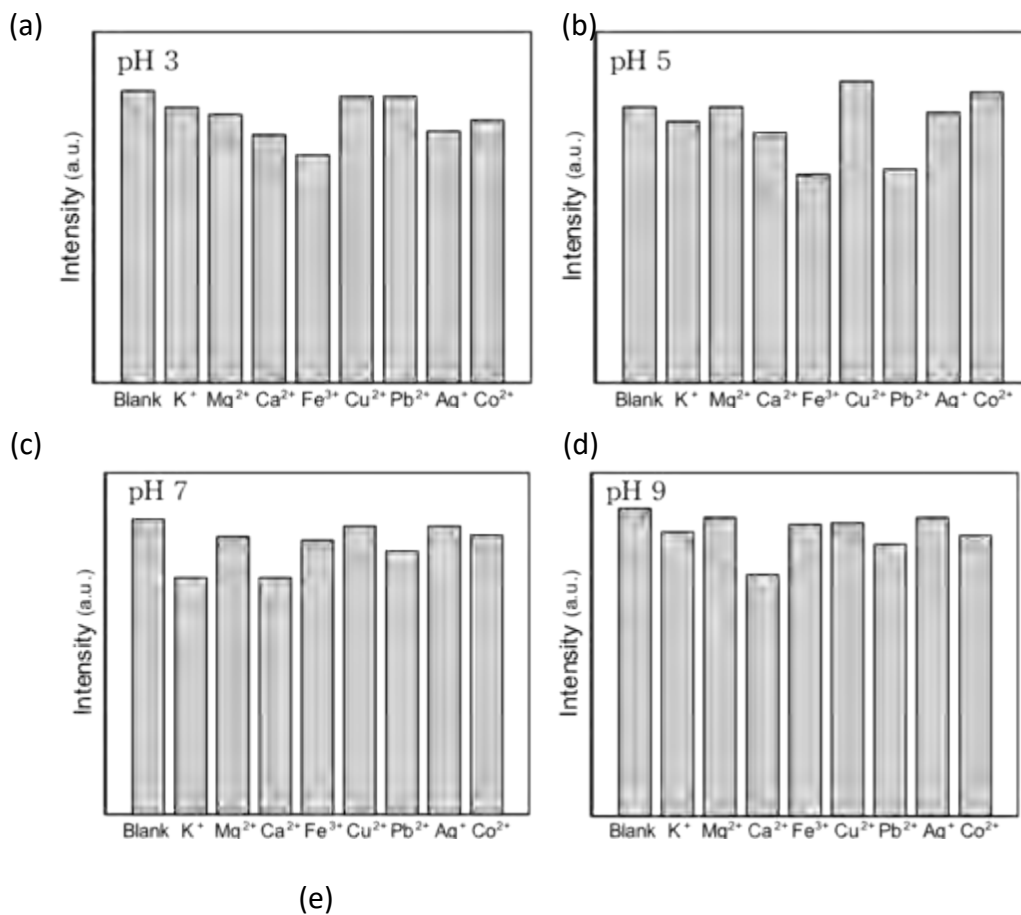 (a)
pH 3
Intensity (a.u.)
Blank K⁺ Mg²⁺ Ca²⁺ Fe³⁺ Cu²⁺ Pb²⁺ Ag⁺ Co²⁺
(b)
pH 5
Intensity (a.u.)
Blank K⁺ Mg²⁺ Ca²⁺ Fe³⁺ Cu²⁺ Pb²⁺ Ag⁺ Co²⁺
(c)
pH 7
Intensity (a.u.)
Blank K⁺ Mg²⁺ Ca²⁺ Fe³⁺ Cu²⁺ Pb²⁺ Ag⁺ Co²⁺
(d)
pH 9
Intensity (a.u.)
Blank K⁺ Mg²⁺ Ca²⁺ Fe³⁺ Cu²⁺ Pb²⁺ Ag⁺ Co²⁺
(e)